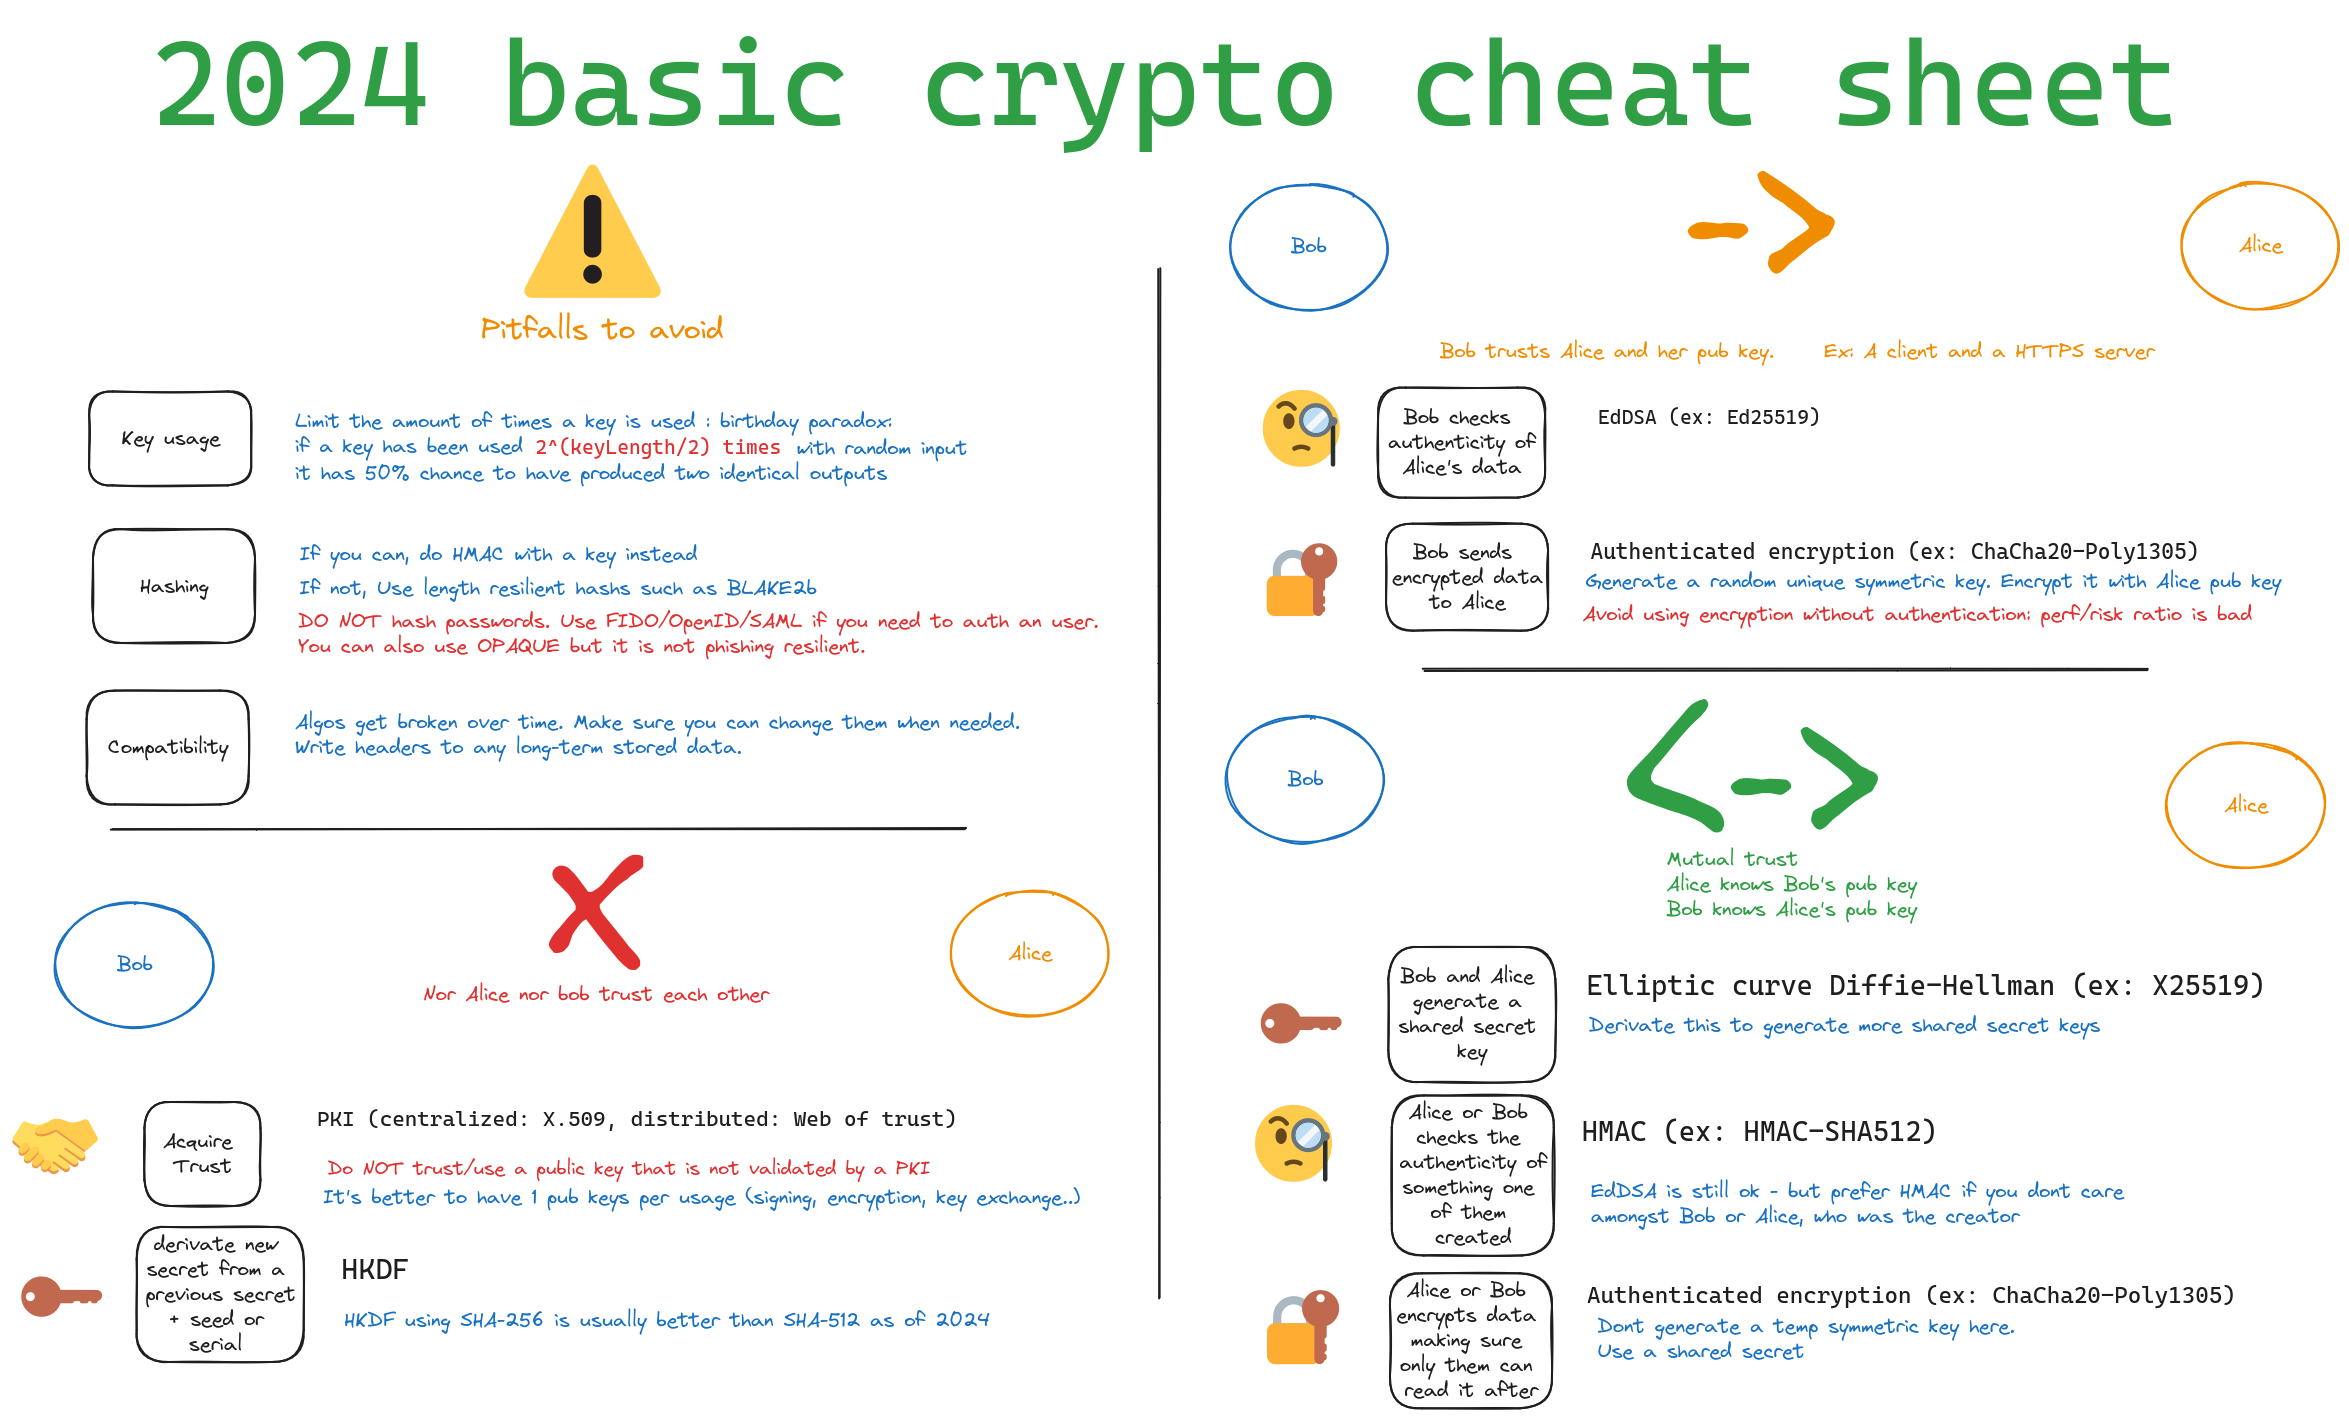 2024 basic crypto cheat sheet
Pitfalls to avoid
Key usage
Limit the amount of times a key is used : birthday paradox:
if a key has been used 2^(keyLength/2) times with random input
it has 50% chance to have produced two identical outputs
Hashing
If you can, do HMAC with a key instead
If not, Use length resilient hashs such as BLAKE2b
DO NOT hash passwords. Use FIDO/OpenID/SAML if you need to auth an user.
You can also use OPAQUE but it is not phishing resilient.
Compatibility
Algos get broken over time. Make sure you can change them when needed.
Write headers to any long-term stored data.
Bob
Alice
Nor Alice nor bob trust each other
Acquire
Trust
PKI (centralized: X.509, distributed: Web of trust)
Do NOT trust/use a public key that is not validated by a PKI
It's better to have 1 pub keys per usage (signing, encryption, key exchange..)
derivate new
secret from a
previous secret
+ seed or
serial
HKDF
HKDF using SHA-256 is usually better than SHA-512 as of 2024
Bob
Alice
Bob trusts Alice and her pub key. Ex: A client and a HTTPS server
Bob checks
authenticity of
Alice's data
EdDSA (ex: Ed25519)
Bob sends
encrypted data
to Alice
Authenticated encryption (ex: ChaCha20-Poly1305)
Generate a random unique symmetric key. Encrypt it with Alice pub key
Avoid using encryption without authentication: perf/risk ratio is bad
Bob
Alice
Mutual trust
Alice knows Bob's pub key
Bob knows Alice's pub key
Bob and Alice
generate a
shared secret
key
Elliptic curve Diffie-Hellman (ex: X25519)
Derivate this to generate more shared secret keys
Alice or Bob
checks the
authenticity of
something one
of them
created
HMAC (ex: HMAC-SHA512)
EdDSA is still ok - but prefer HMAC if you dont care
amongst Bob or Alice, who was the creator
Alice or Bob
encrypts data
making sure
only them can
read it after
Authenticated encryption (ex: ChaCha20-Poly1305)
Dont generate a temp symmetric key here.
Use a shared secret